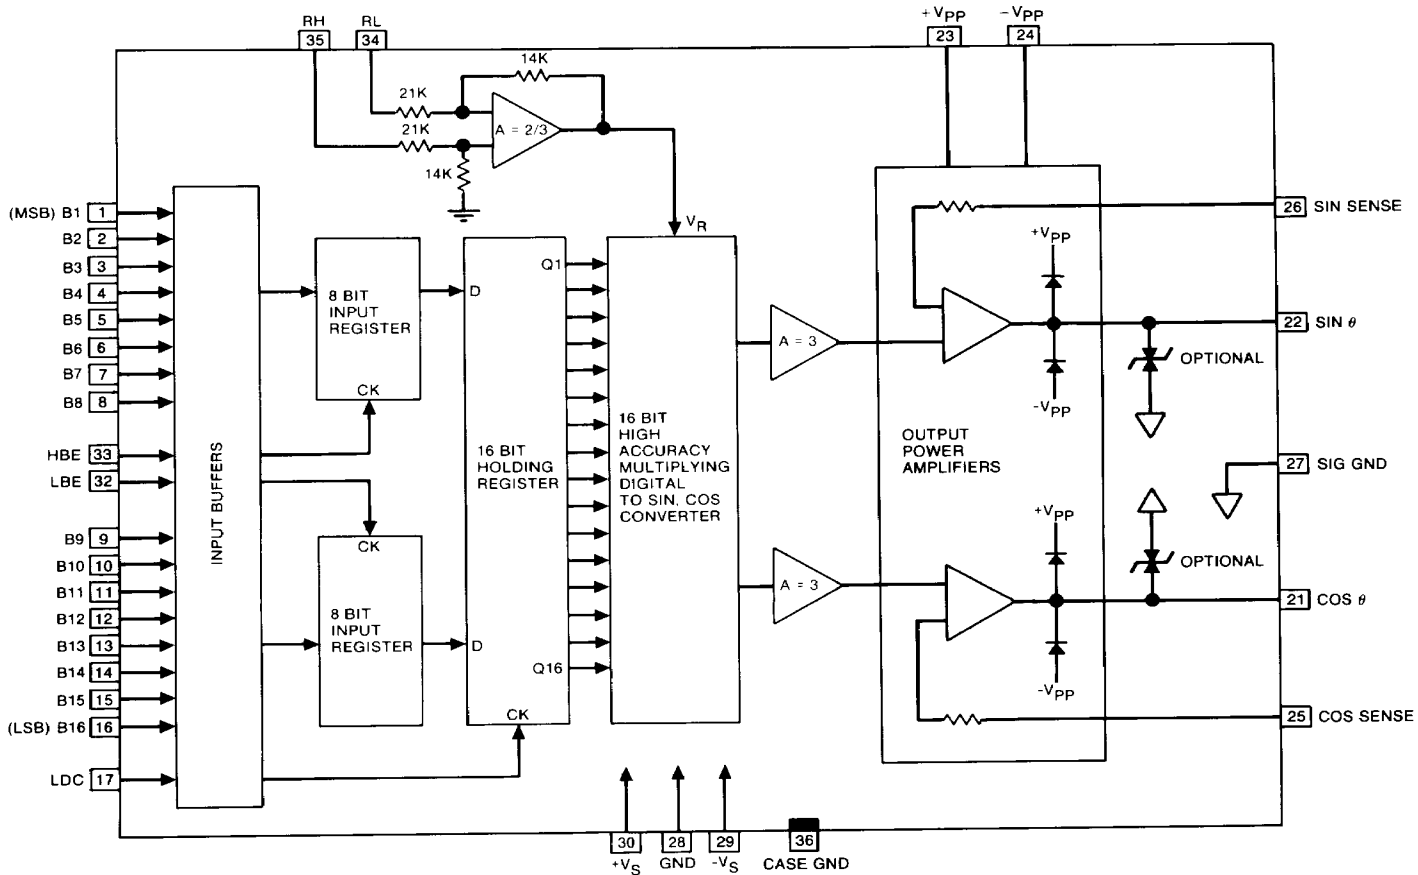 RH
35
RL
34
+VPP
23
-VPP
24
14K
21K
21K
A = 2/3
14K
VR
(MSB) B1 1
B2 2
B3 3
B4 4
B5 5
B6 6
B7 7
B8 8
HBE 33
LBE 32
B9 9
B10 10
B11 11
B12 12
B13 13
B14 14
B15 15
(LSB) B16 16
LDC 17
INPUT BUFFERS
8 BIT
INPUT
REGISTER
CK
CK
8 BIT
INPUT
REGISTER
D
Q1
16 BIT
HOLDING
REGISTER
D
Q16
CK
16 BIT
HIGH
ACCURACY
MULTIPLYING
DIGITAL
TO SIN, COS
CONVERTER
A = 3
A = 3
OUTPUT
POWER
AMPLIFIERS
+VPP
-VPP
+VPP
-VPP
OPTIONAL
OPTIONAL
26 SIN SENSE
22 SIN θ
27 SIG GND
21 COS θ
25 COS SENSE
30
+VS
28
GND
29
-VS
36
CASE GND